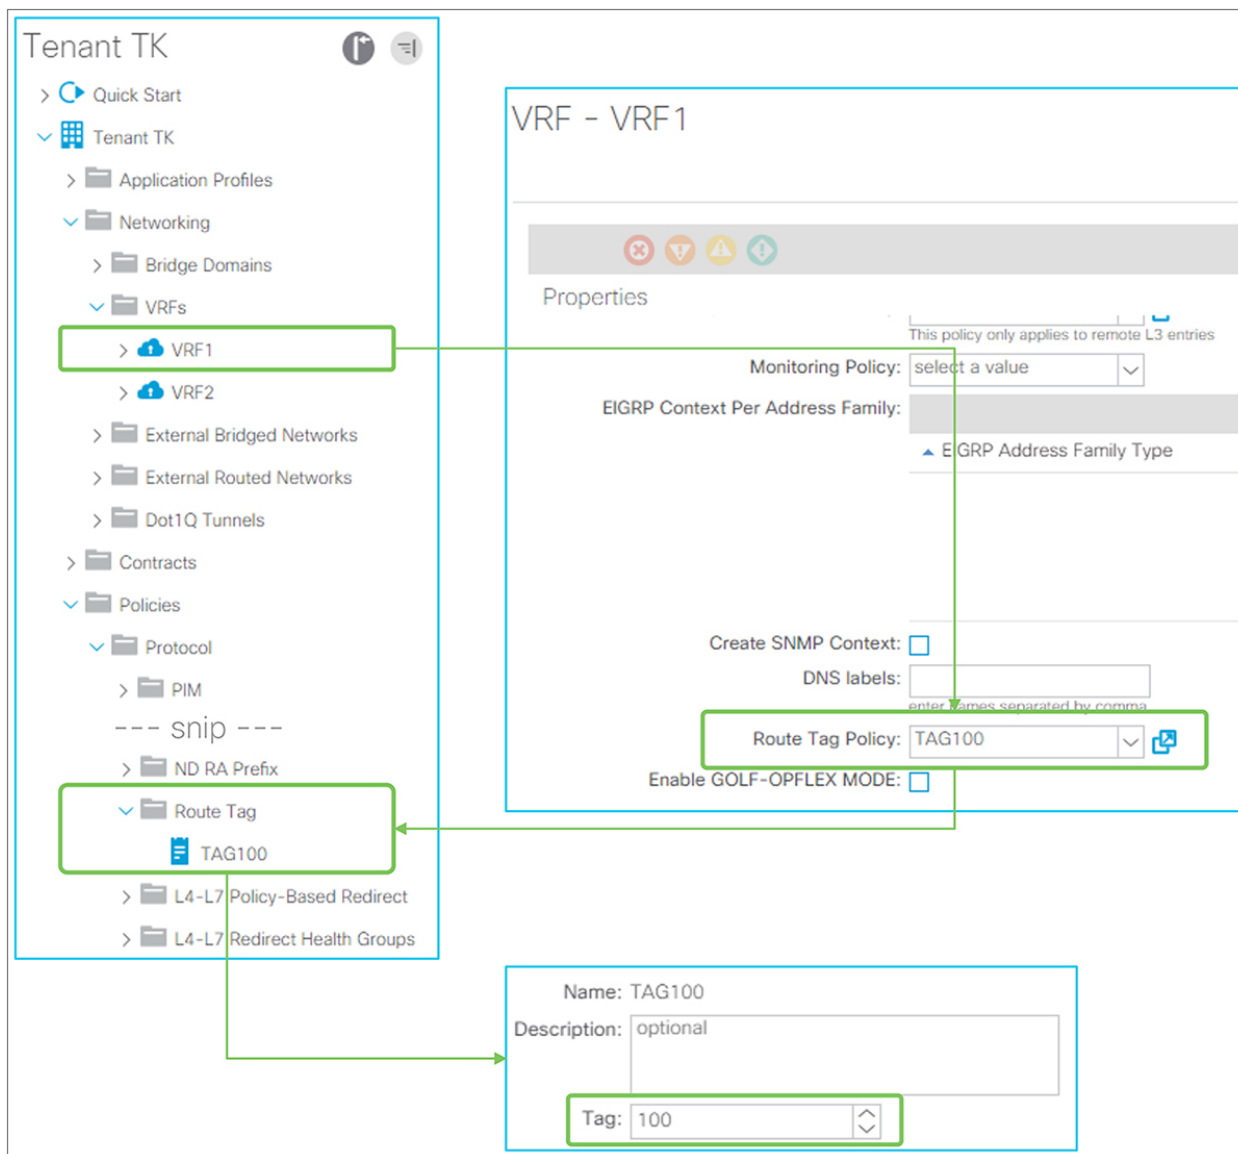 Tenant TK
Quick Start
Tenant TK
Application Profiles
Networking
Bridge Domains
VRFs
VRF1
VRF2
External Bridged Networks
External Routed Networks
Dot1Q Tunnels
Contracts
Policies
Protocol
PIM
--- snip ---
ND RA Prefix
Route Tag
TAG100
L4-L7 Policy-Based Redirect
L4-L7 Redirect Health Groups
VRF - VRF1
Properties
This policy only applies to remote L3 entries
Monitoring Policy: select a value
EIGRP Context Per Address Family:
EIGRP Address Family Type
Create SNMP Context:
DNS labels:
enter names separated by comma
Route Tag Policy: TAG100
Enable GOLF-OPFLEX MODE:
Name: TAG100
Description: optional
Tag: 100